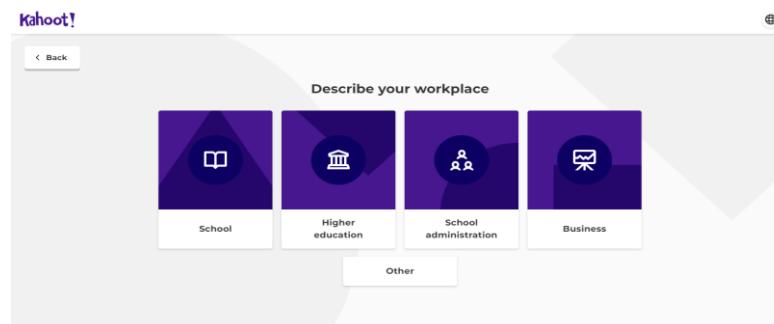 Kahoot!
Back
Describe your workplace
School
Higher
education
School
administration
Business
Other